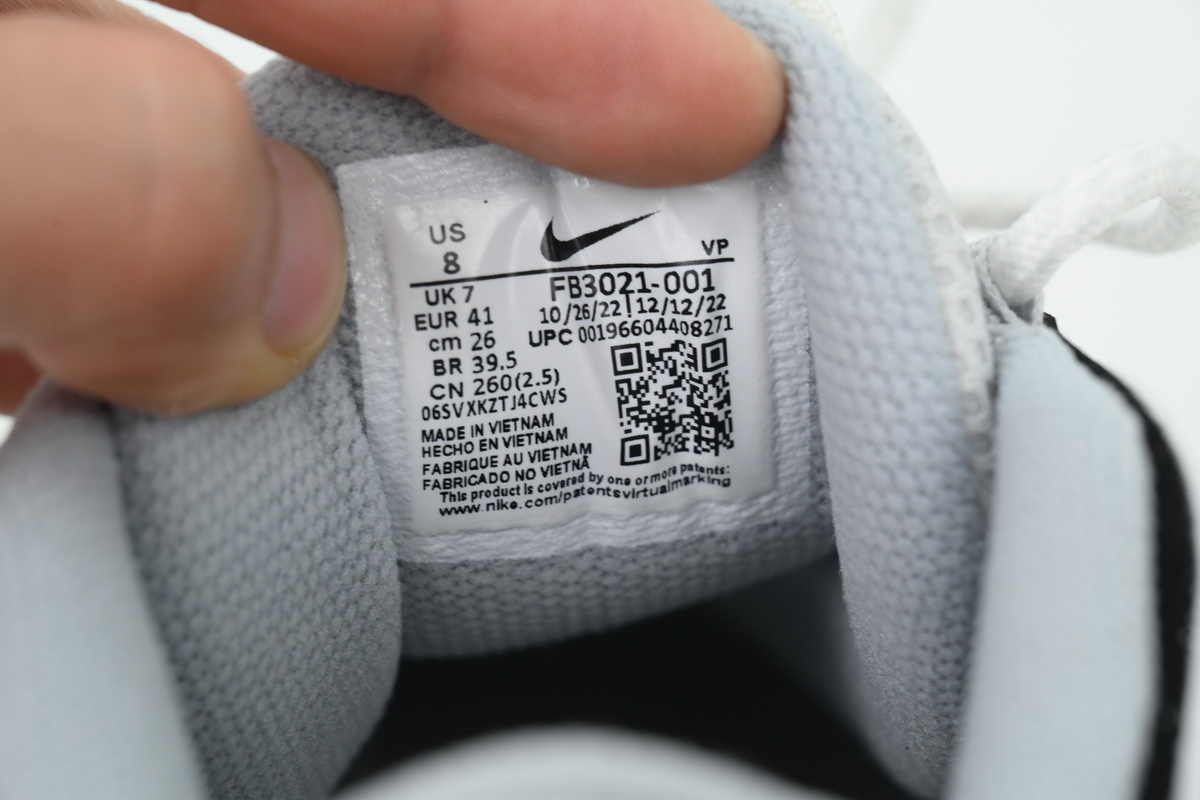 US
8
VP
UK 7
EUR 41
cm 26
BR 39.5
CN 260(2.5)
06SVXKZTJ4CWS
FB3021-001
10/26/22|12/12/22
UPC 00196604408271
MADE IN VIETNAM
HECHO EN VIETNAM
FABRIQUE AU VIETNAM
FABRICADO NO VIETNÃ
This product is covered by one or more patents:
www.nike.com/patentsvirtualmarking